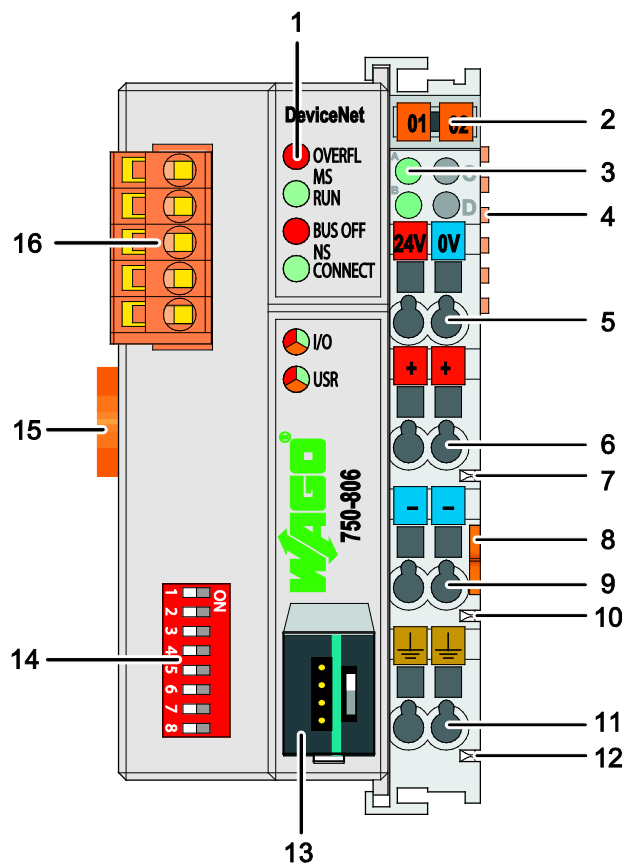 1
DeviceNet
01 02
2
OVERFL
MS
RUN
A
C
3
B
D
4
BUS OFF
NS
CONNECT
24V 0V
16
5
I/O
USR
+ +
15
6
7
WAGO®
750-806
- -
8
9
10
ON
1
2
3
4
5
6
7
8
14
11
12
13